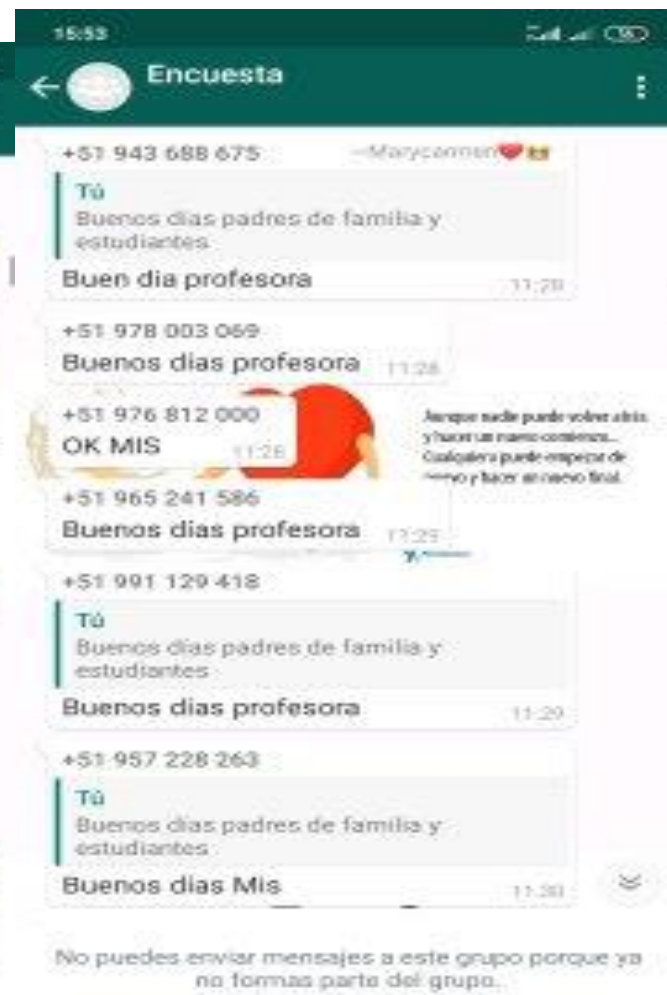 15:53
Encuesta
+51 943 688 675 ~Marycarmen
Tú
Buenos días padres de familia y
estudiantes
Buen dia profesora 11:28
+51 978 003 069
Buenos dias profesora 11:28
+51 976 812 000
OK MIS 11:28
Aunque nadie puede volver atrás
y hacer un nuevo comienzo...
Cualquiera puede empezar de
y hacer un nuevo final.
+51 965 241 586
Buenos dias profesora 11:29
+51 991 129 418
Tú
Buenos días padres de familia y
estudiantes
Buenos dias profesora 11:29
+51 957 228 263
Tú
Buenos días padres de familia y
estudiantes
Buenos dias Mis 11:30
No puedes enviar mensajes a este grupo porque ya
no formas parte del grupo.